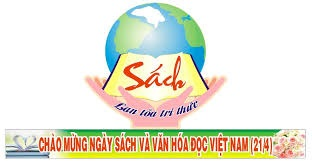 Sách
Lan tỏa tri thức
CHÀO MỪNG NGÀY SÁCH VÀ VĂN HÓA ĐỌC VIỆT NAM (21/4)